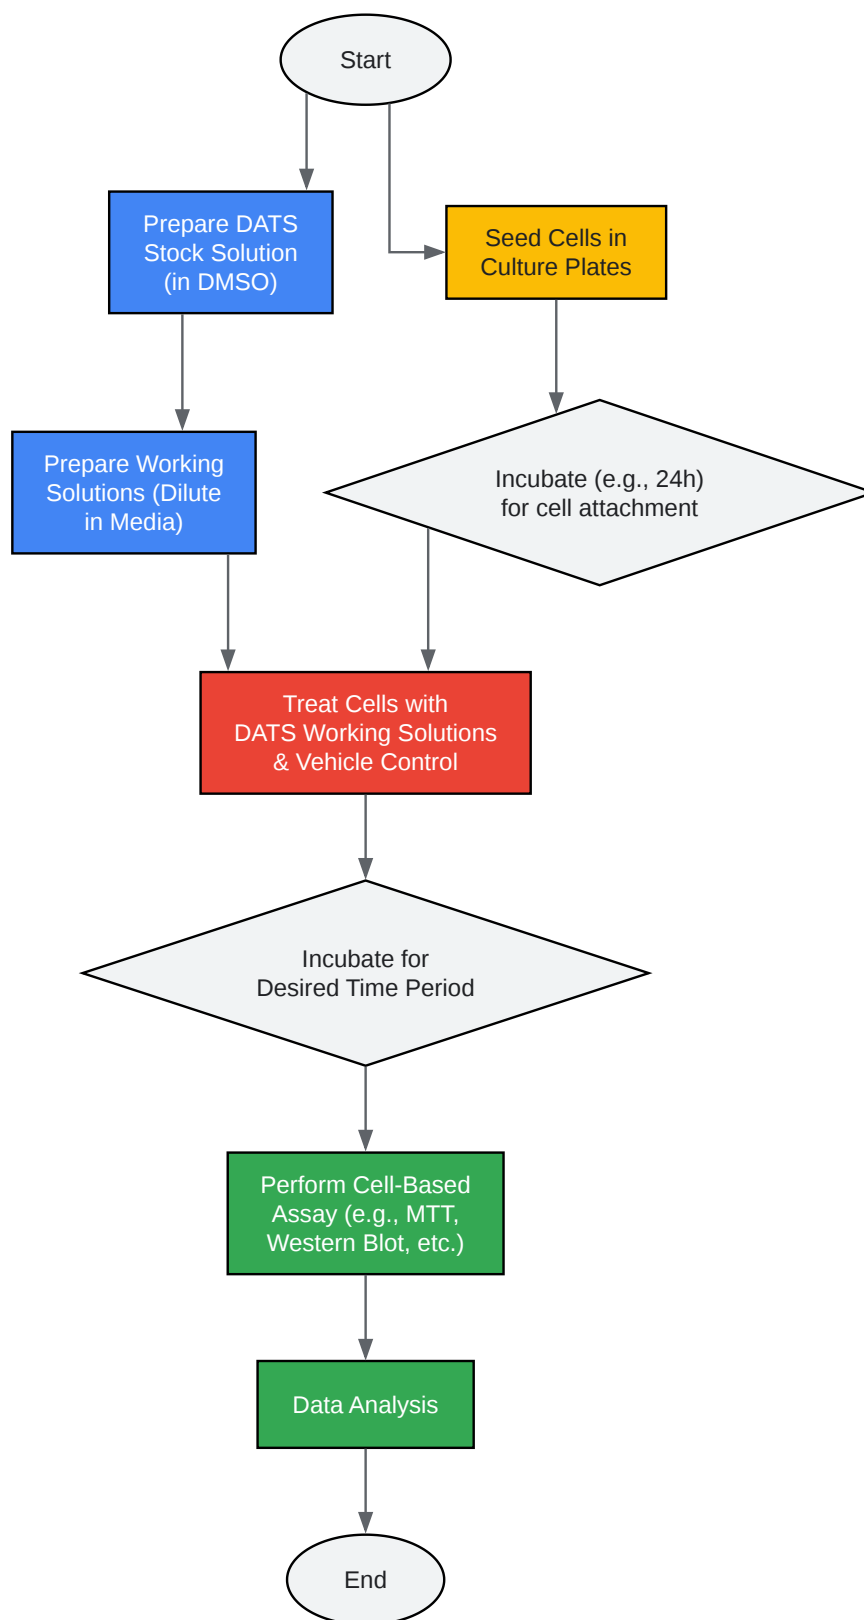 Start
Prepare DATS
Stock Solution
(in DMSO)
Seed Cells in
Culture Plates
Prepare Working
Solutions (Dilute
in Media)
Incubate (e.g., 24h)
for cell attachment
Treat Cells with
DATS Working Solutions
& Vehicle Control
Incubate for
Desired Time Period
Perform Cell-Based
Assay (e.g., MTT,
Western Blot, etc.)
Data Analysis
End